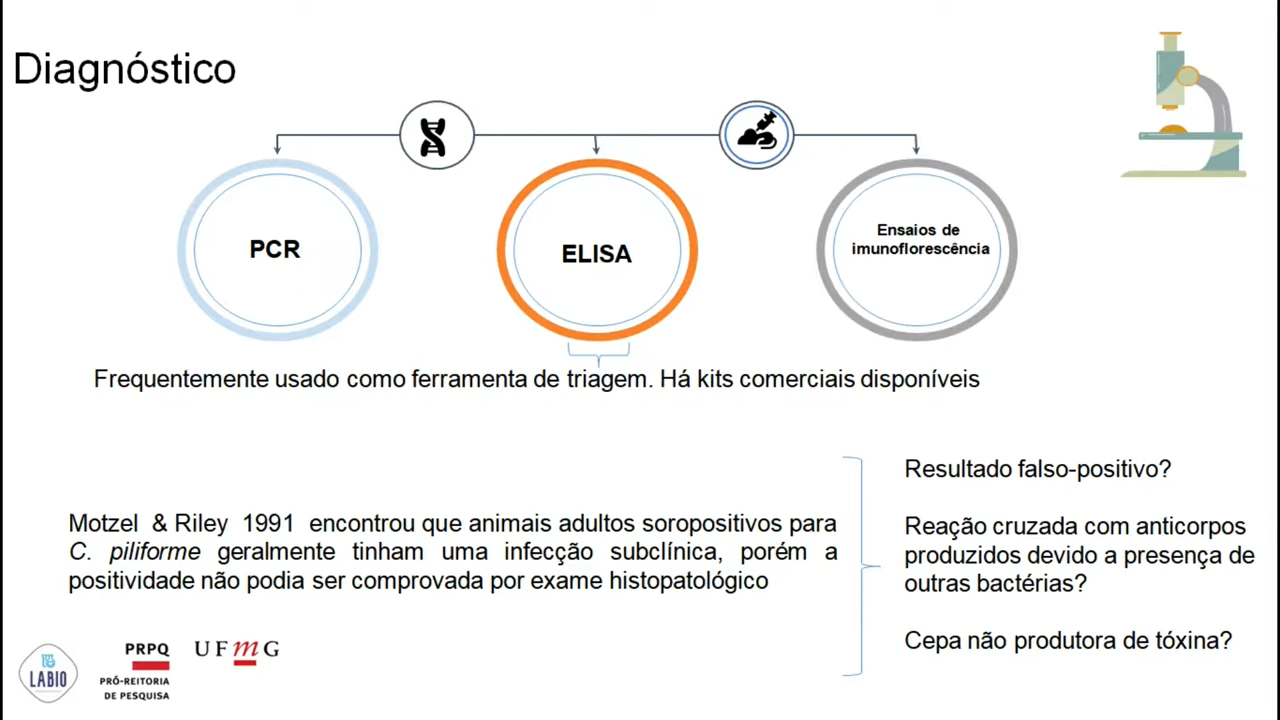 Diagnóstico
PCR
ELISA
Ensaios de
imunoflorescência
Frequentemente usado como ferramenta de triagem. Há kits comerciais disponíveis
Motzel & Riley 1991 encontrou que animais adultos soropositivos para
C. piliforme geralmente tinham uma infecção subclínica, porém a
positividade não podia ser comprovada por exame histopatológico
Resultado falso-positivo?
Reação cruzada com anticorpos
produzidos devido a presença de
outras bactérias?
Cepa não produtora de tóxina?
LABIO
PRPQ
PRÓ-REITORIA
DE PESQUISA
UFmG